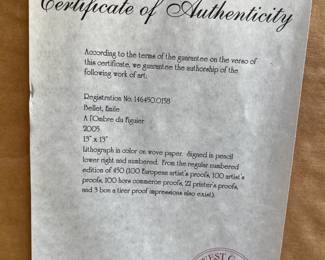 Certificate of Authenticity
According to the terms of the guarantee on the verso of
this certificate, we guarantee the authorship of the
following work of art:
Registration No. 146450.0158
Bellet, Emile
A l'Ombre du Figuier
2005
13" x 13"
Lithograph in color on wove paper. Signed in pencil
lower right and numbered. From the regular numbered
edition of 450 (100 European artist's proofs, 100 artist's
proofs, 100 hors commerce proofs, 22 printer's proofs,
and 3 bon a tirer proof impressions also exist).